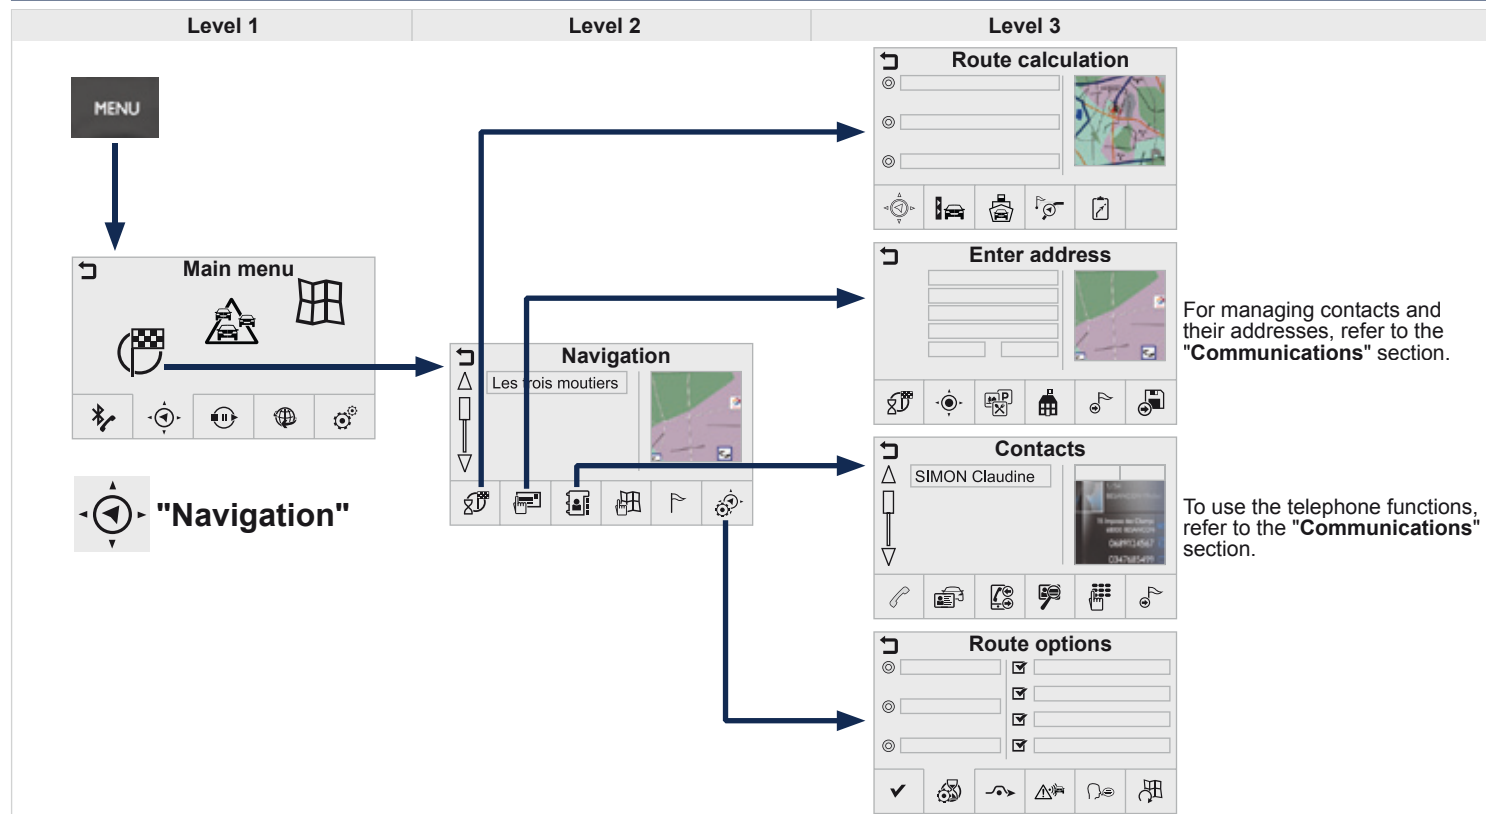 Level 1
Level 2
Level 3
MENU
Main menu
"Navigation"
Navigation
Les trois moutiers
Route calculation
Enter address
P
For managing contacts and
their addresses, refer to the
"Communications" section.
Contacts
SIMON Claudine
To use the telephone functions,
refer to the "Communications"
section.
Route options